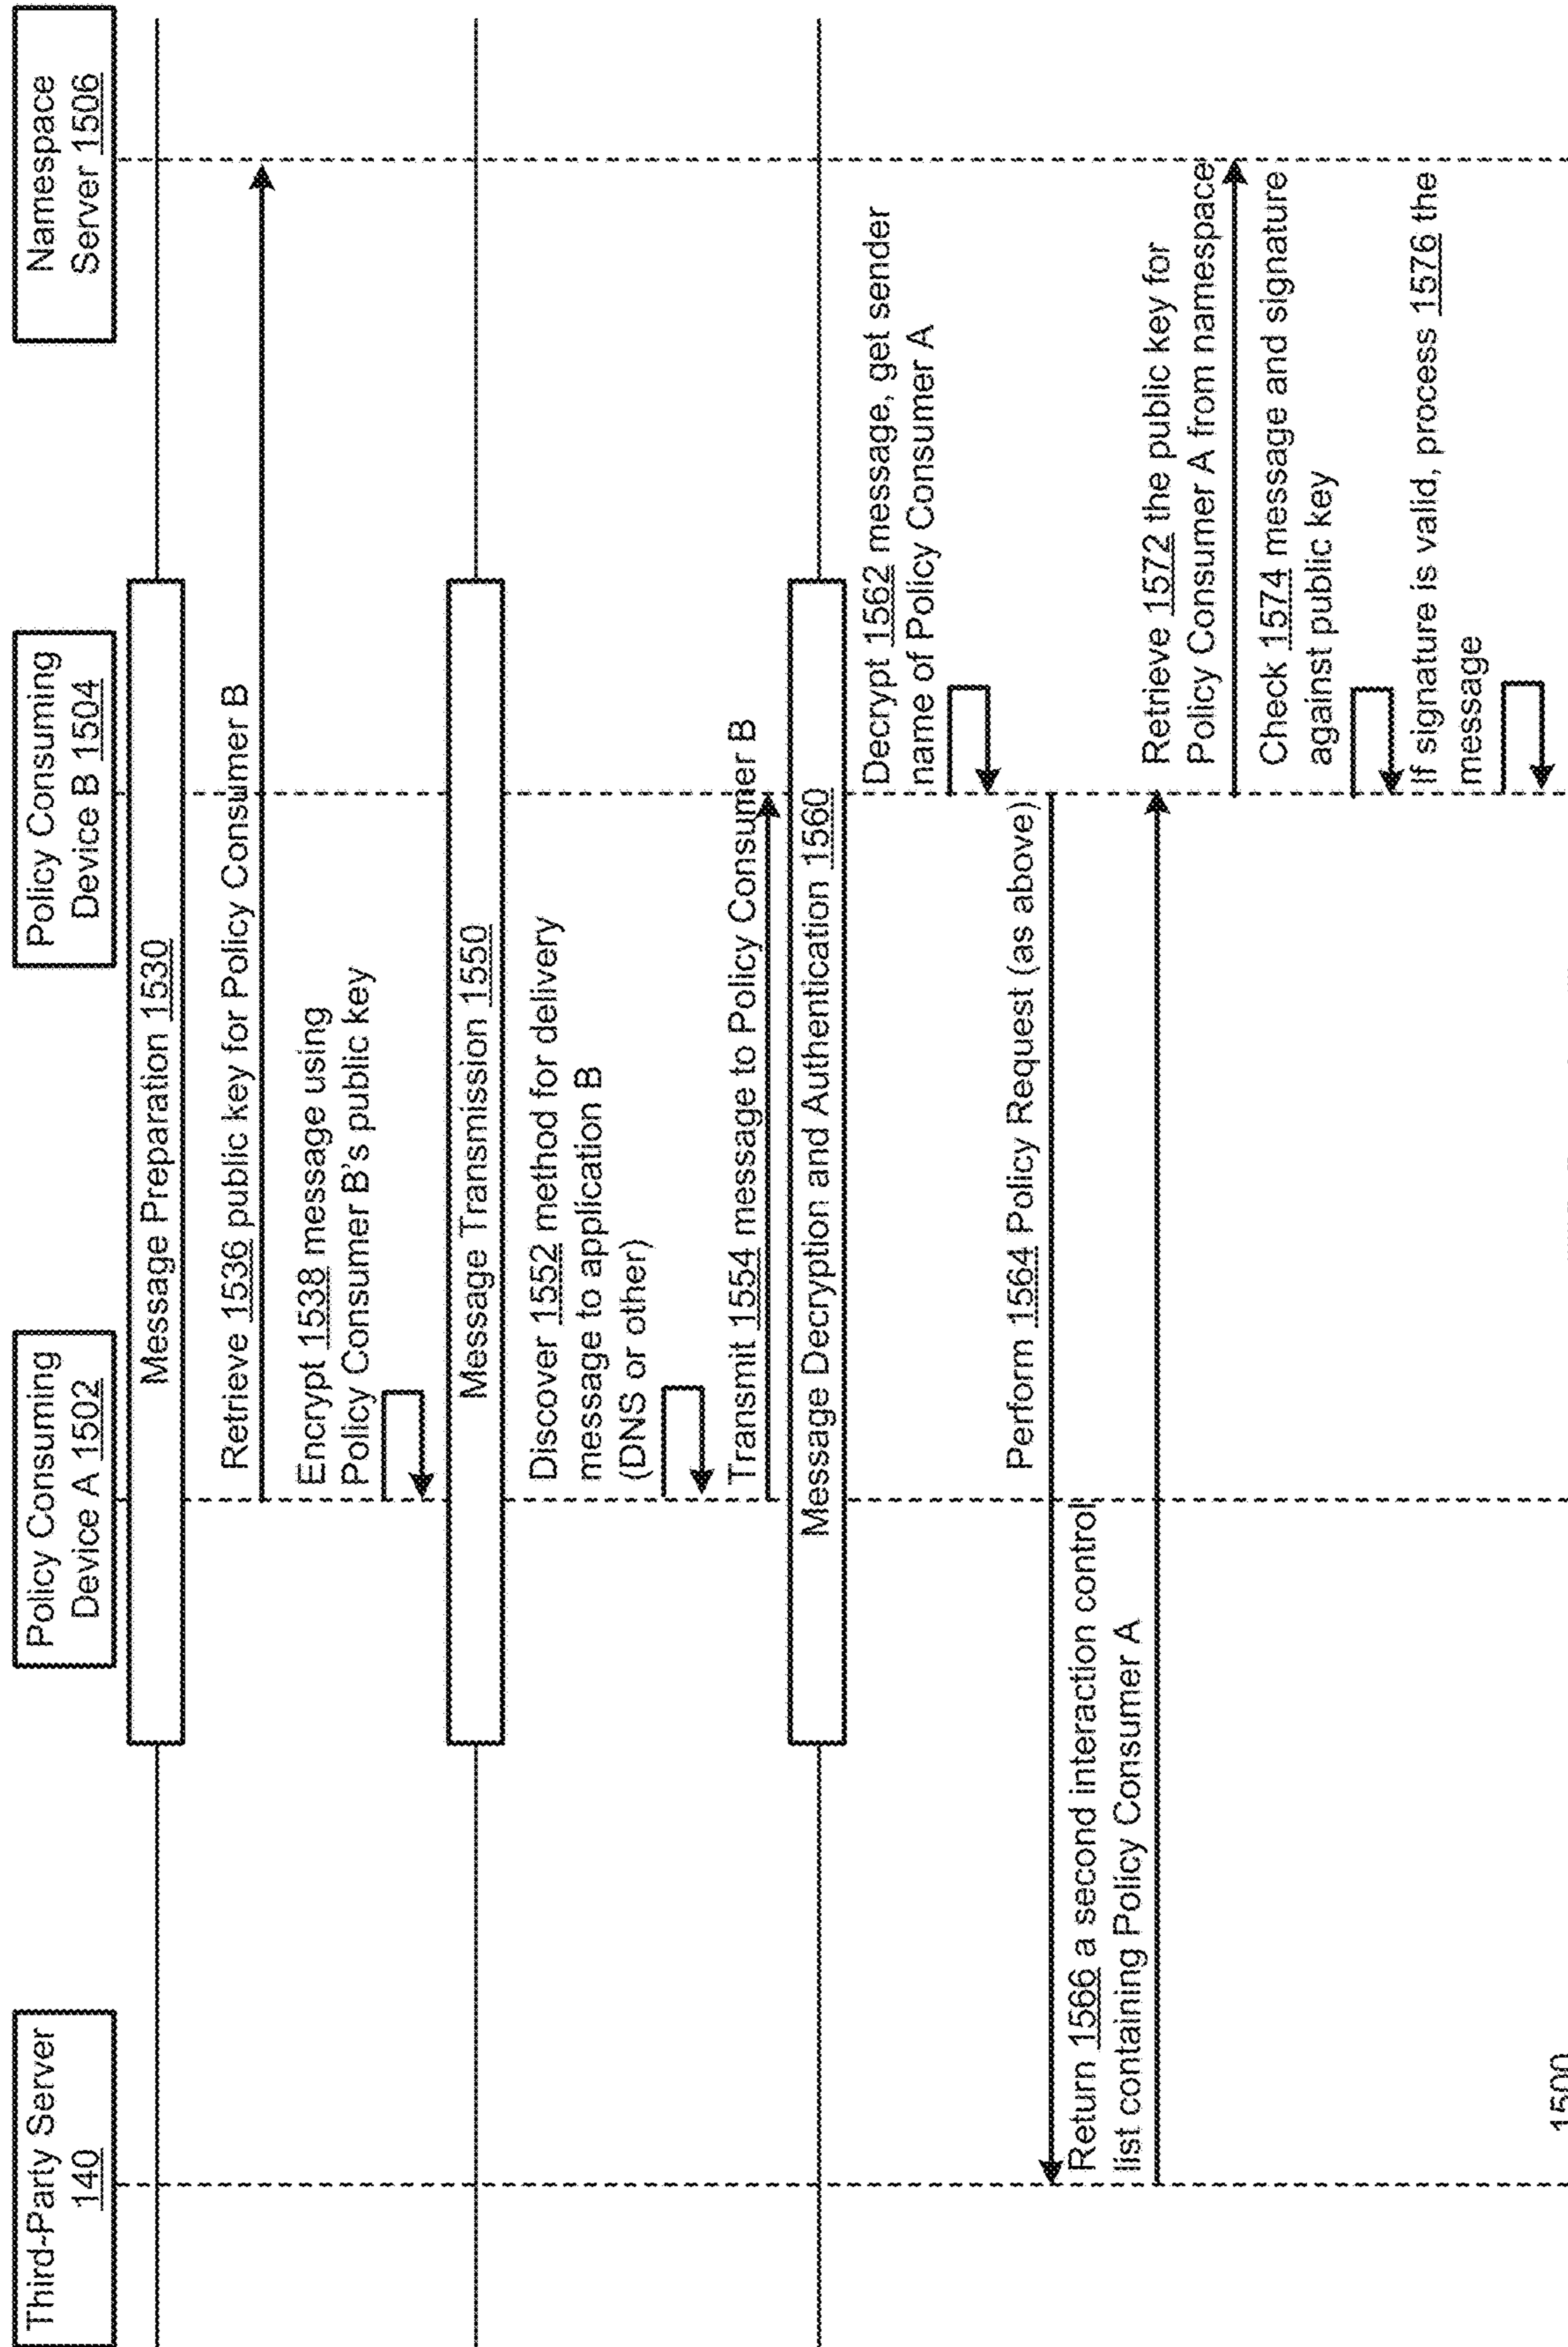 Third-Party Server
140
Policy Consuming
Device A 1502
Policy Consuming
Device B 1504
Namespace
Server 1506
Message Preparation 1530
Retrieve 1536 public key for Policy Consumer B
Encrypt 1538 message using
Policy Consumer B's public key
Message Transmission 1550
Discover 1552 method for delivery
message to application B
(DNS or other)
Transmit 1554 message to Policy Consumer B
Message Decryption and Authentication 1560
Decrypt 1562 message, get sender
name of Policy Consumer A
Perform 1564 Policy Request (as above)
Return 1566 a second interaction control
list containing Policy Consumer A
Retrieve 1572 the public key for
Policy Consumer A from namespace
Check 1574 message and signature
against public key
If signature is valid, process 1576 the
message
1500